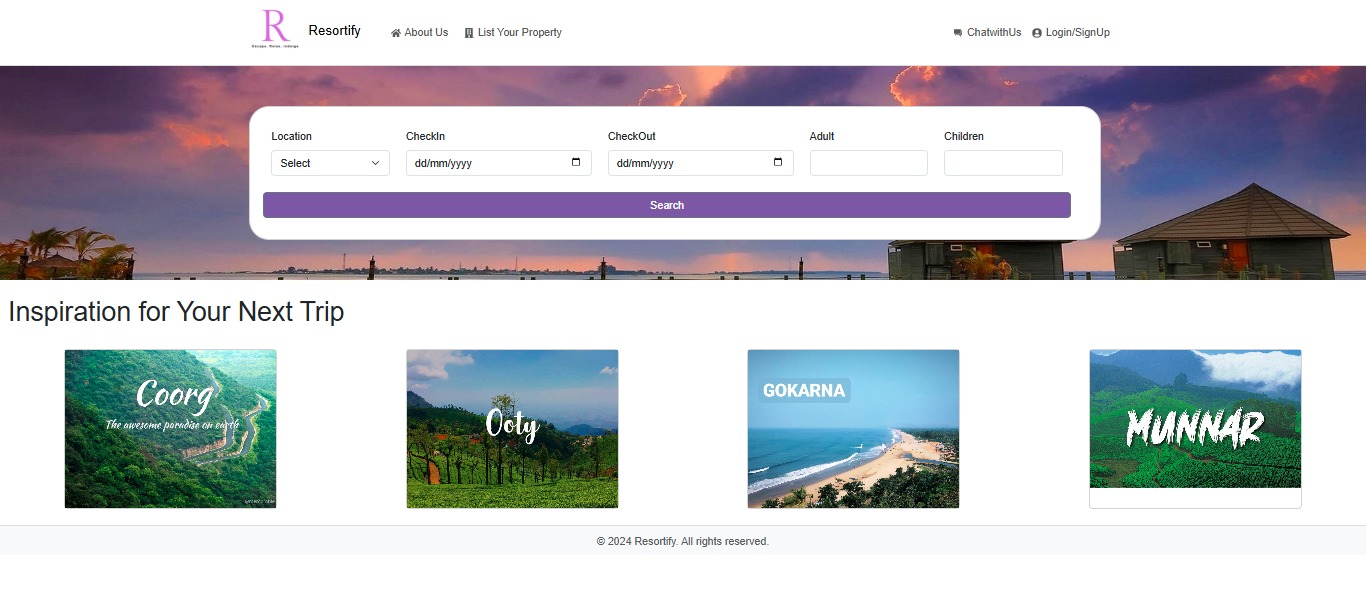 R
Escape, Relax, Indulge
Resortify
About Us
List Your Property
ChatwithUs
Login/SignUp
Location
CheckIn
CheckOut
Adult
Children
Select
dd/mm/yyyy
dd/mm/yyyy
Search
Inspiration for Your Next Trip
Coorg
The awesome paradise on earth
Ooty
GOKARNA
MUNNAR
© 2024 Resortify. All rights reserved.